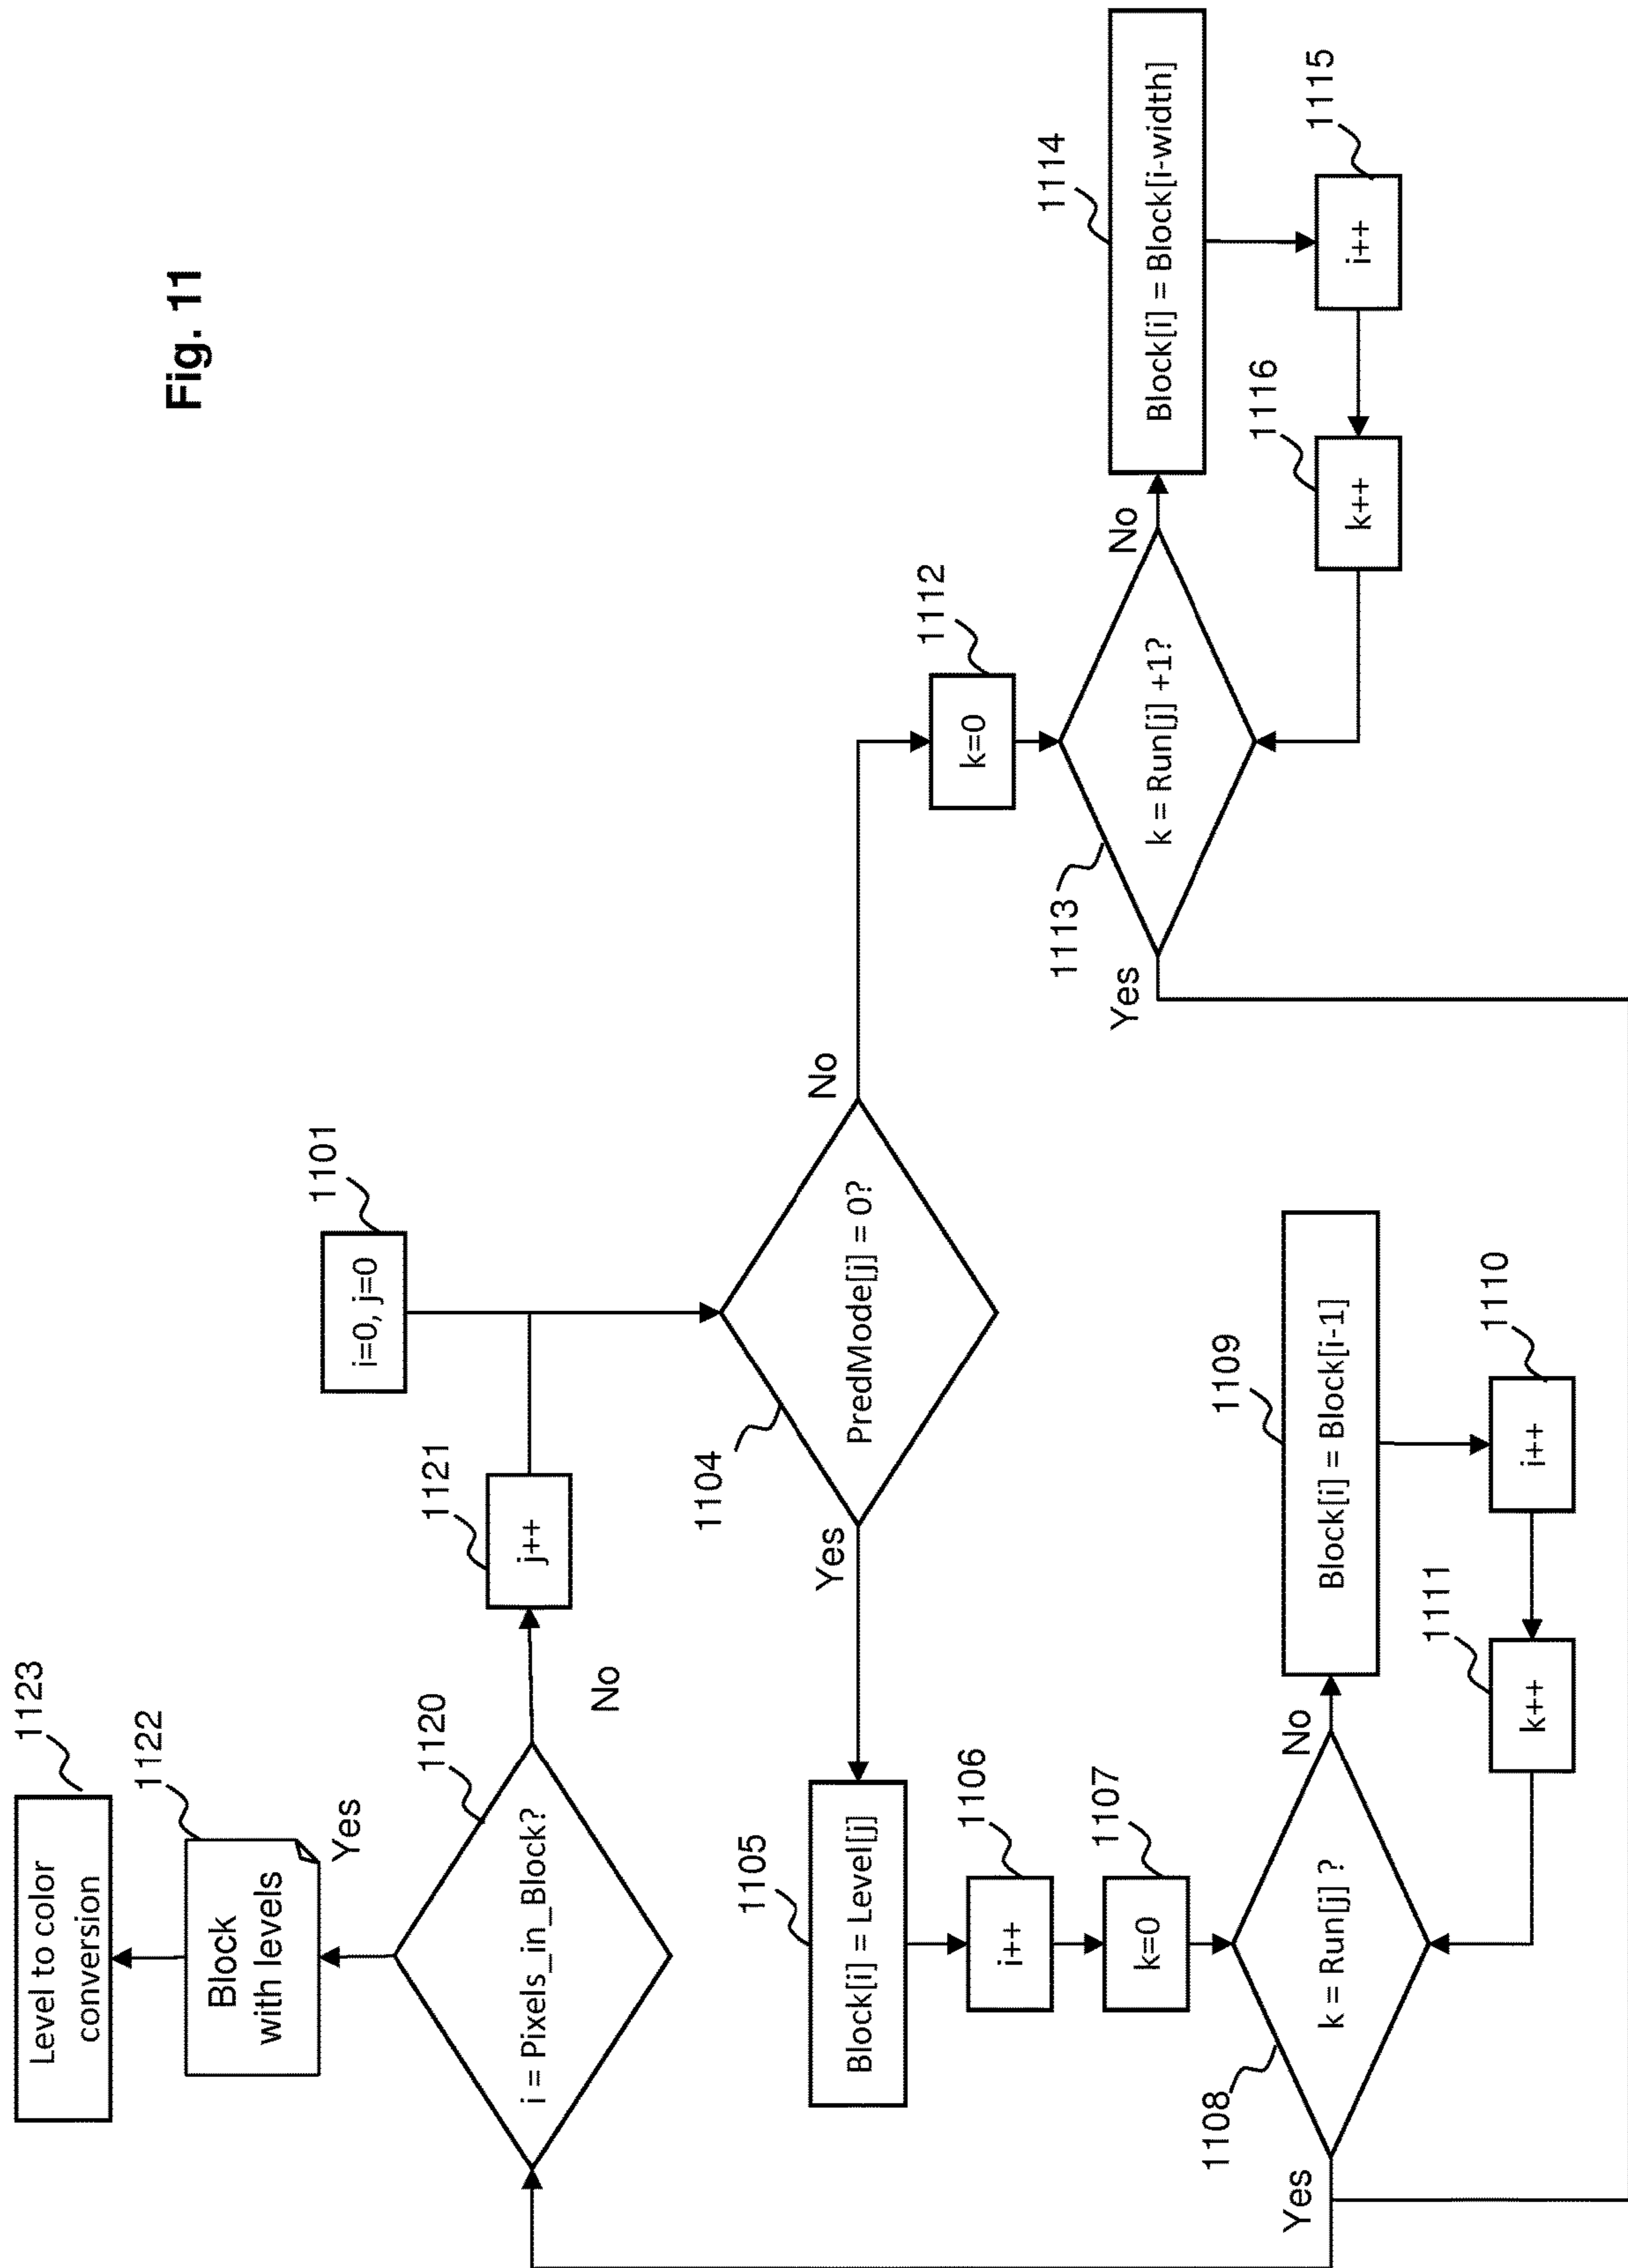 Fig. 11
1123
Level to color
conversion
1122
Block
with levels
Yes
1120
i = Pixels_in_Block?
No
1121
j++
1101
i=0, j=0
1104
PredMode[j] = 0?
Yes
No
1105
Block[i] = Level[j]
1106
i++
1107
k=0
1108
k = Run[j] ?
Yes
No
1109
Block[i] = Block[i-1]
1110
i++
1111
k++
1112
k=0
1113
k = Run[j] +1?
Yes
No
1114
Block[i] = Block[i-width]
1115
i++
1116
k++